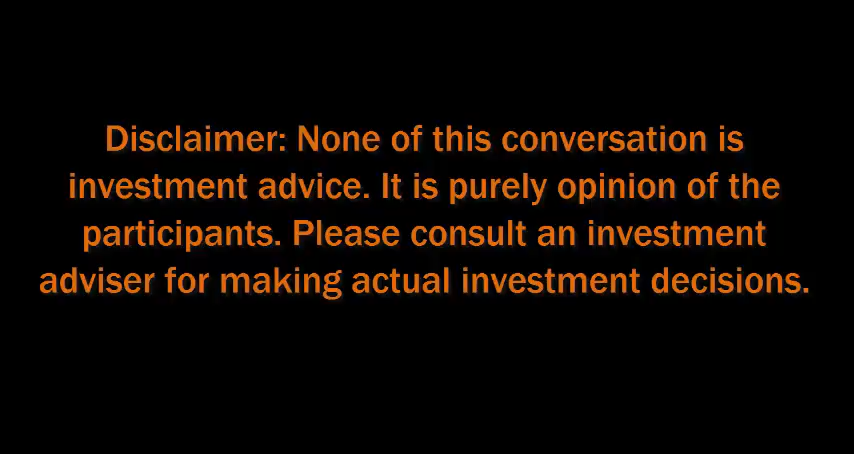 Disclaimer: None of this conversation is
investment advice. It is purely opinion of the
participants. Please consult an investment
adviser for making actual investment decisions.